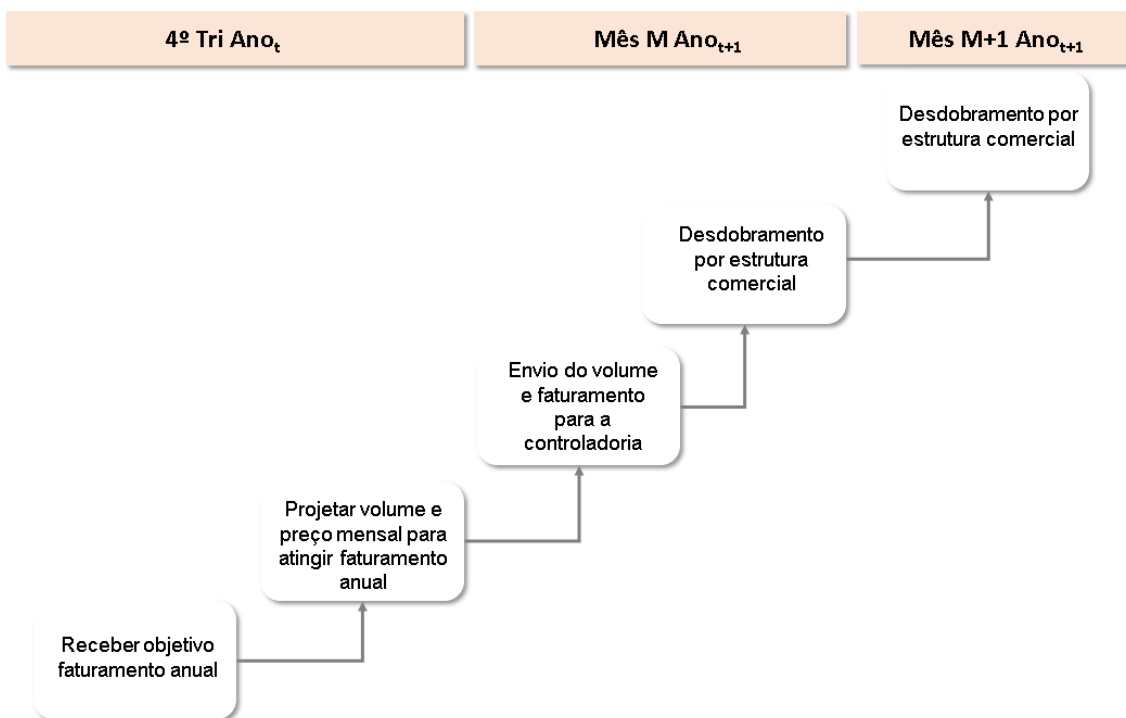 4º Tri Anoₜ
Mês M Anoₜ₊₁
Mês M+1 Anoₜ₊₁
Desdobramento por
estrutura comercial
Desdobramento
por estrutura
comercial
Envio do volume
e faturamento
para a
controladoria
Projetar volume e
preço mensal para
atingir faturamento
anual
Receber objetivo
faturamento anual